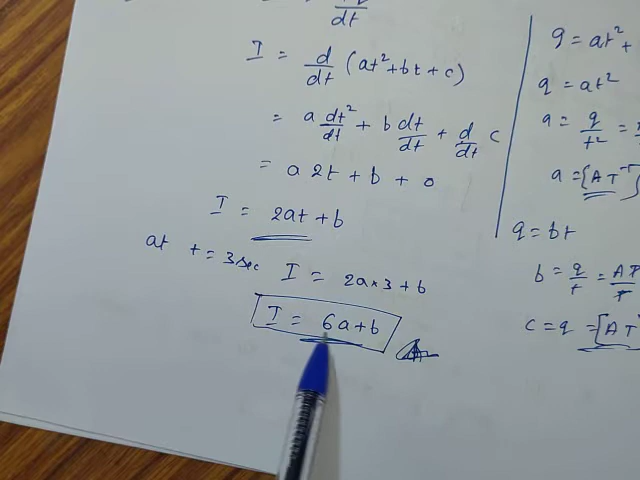 dt
I = d/dt (at²+bt+c)
= a dt²/dt + b dt/dt + d/dt c
= a 2t + b + 0
I = 2at+b
at t = 3sec I = 2a×3+b
I = 6a+b
q = at² +
q = at²
a = q/t² =
a = [AT⁻¹]
q = bt
b = q/t = AT/T
c = q = [AT